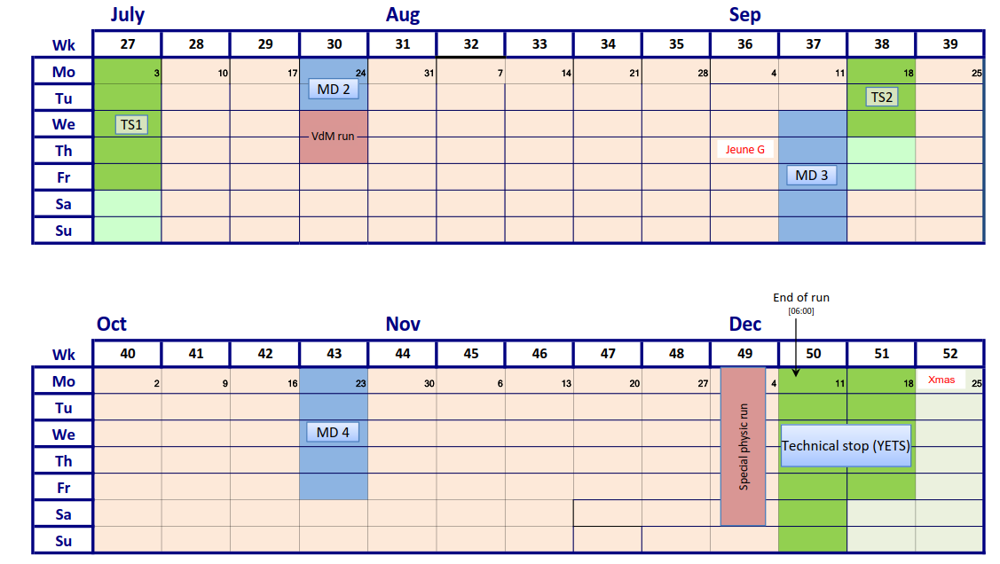 July Aug Sep
Wk 27 28 29 30 31 32 33 34 35 36 37 38 39
Mo 3 10 17 24 31 7 14 21 28 4 11 18 25
MD 2
Tu TS2
We TS1
VdM run
Th Jeune G
Fr MD 3
Sa
Su
End of run
[06:00]
Oct Nov Dec
Wk 40 41 42 43 44 45 46 47 48 49 50 51 52
Mo 2 9 16 23 30 6 13 20 27 4 11 18 Xmas 25
Tu
We MD 4
Special physic run
Technical stop (YETS)
Th
Fr
Sa
Su